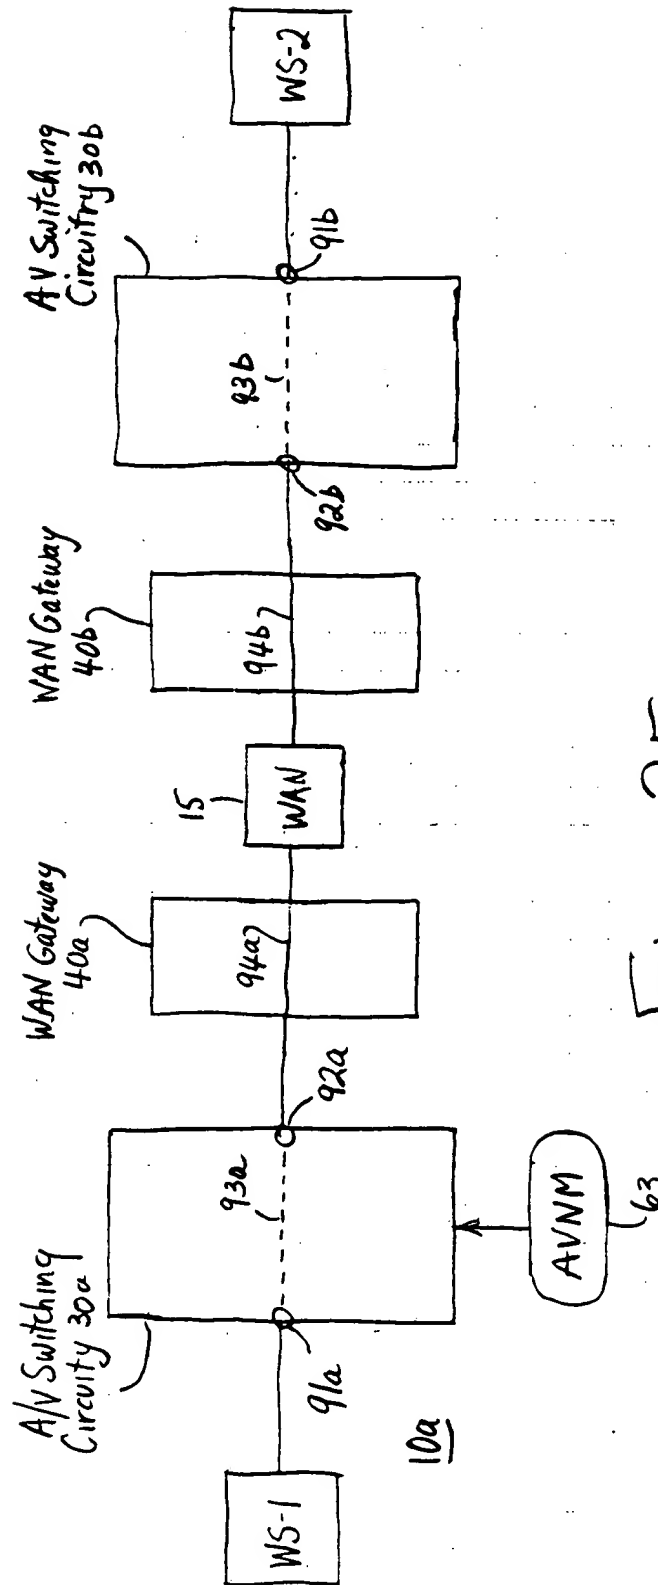 A/V Switching
Circuity 30a
WAN Gateway
40a
WAN Gateway
40b
A V Switching
Circuitry 30b
15
WS-1
91a
93a
92a
94a
WAN
94b
92b
93b
91b
WS-2
10a
AVNM
63